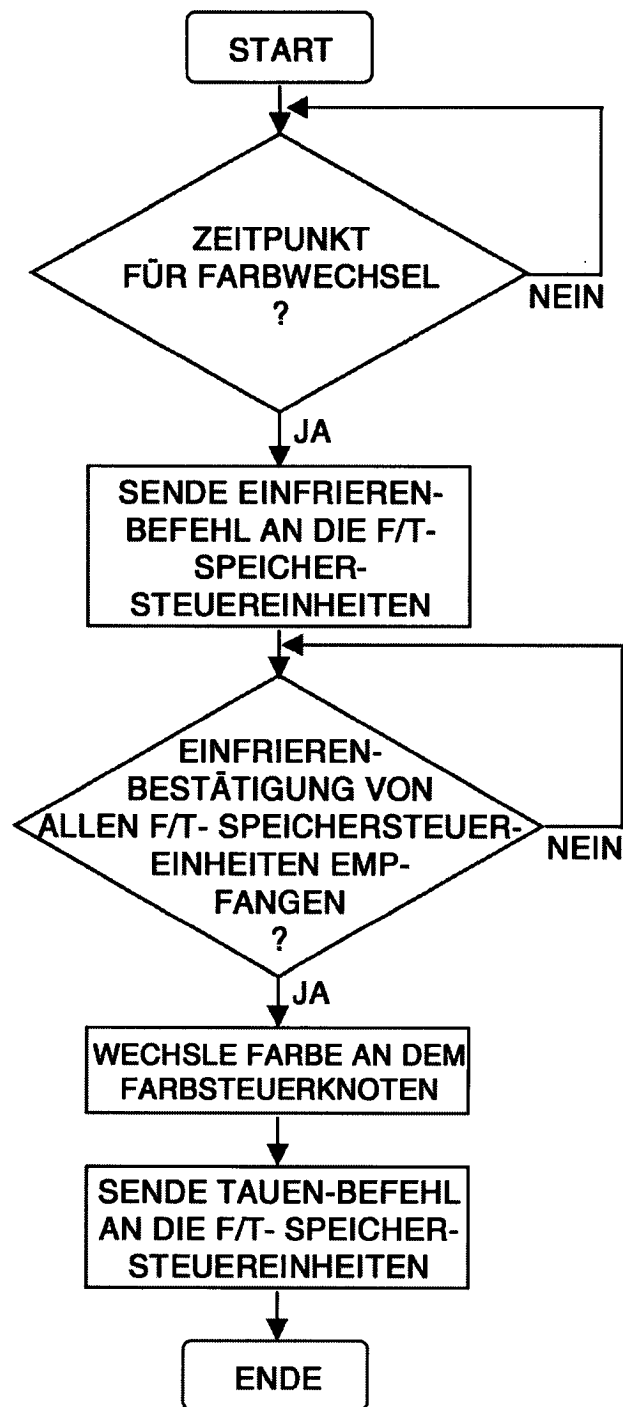 START
ZEITPUNKT
FÜR FARBWECHSEL
?
NEIN
JA
SENDE EINFRIEREN-
BEFEHL AN DIE F/T-
SPEICHER-
STEUEREINHEITEN
EINFRIEREN-
BESTÄTIGUNG VON
ALLEN F/T- SPEICHERSTEUER-
EINHEITEN EMP-
FANGEN
?
NEIN
JA
WECHSLE FARBE AN DEM
FARBSTEUERKNOTEN
SENDE TAUEN-BEFEHL
AN DIE F/T- SPEICHER-
STEUEREINHEITEN
ENDE